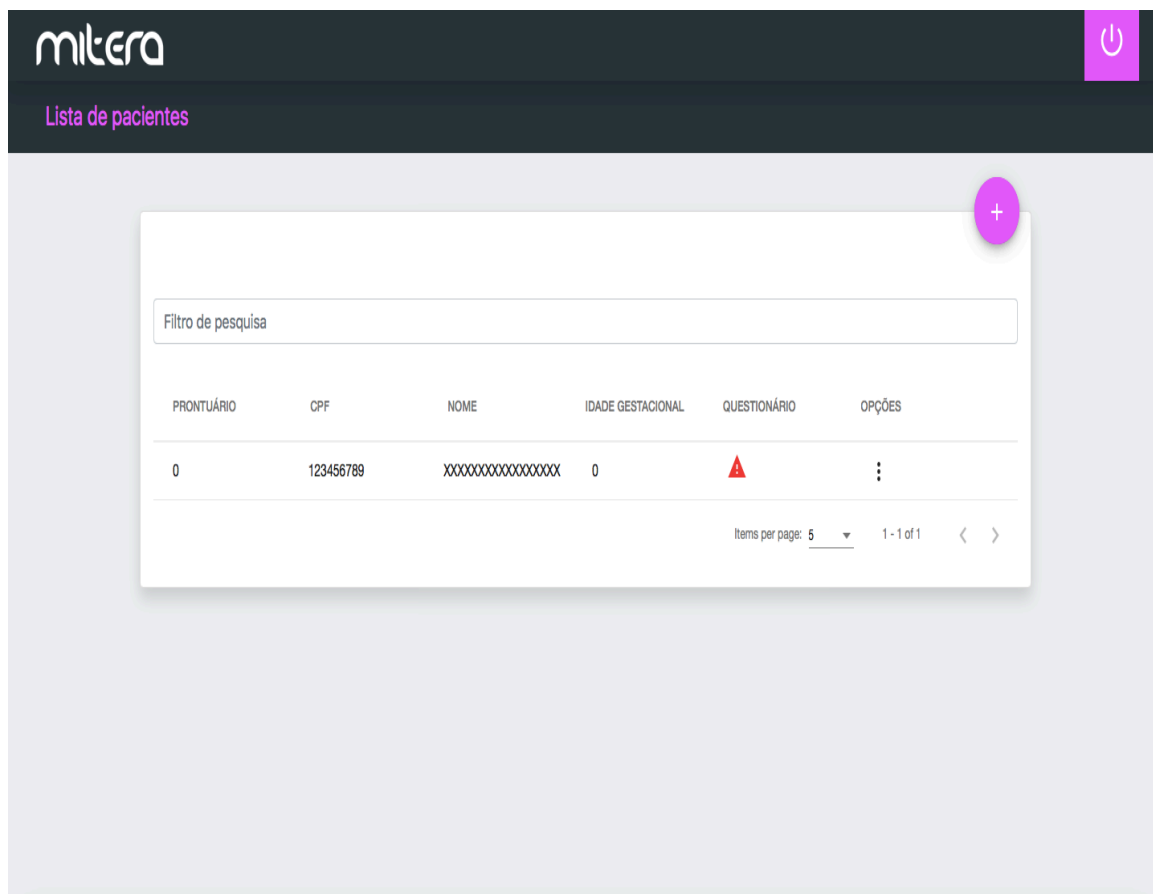 mitera
Lista de pacientes
+
Filtro de pesquisa
PRONTUÁRIO CPF NOME IDADE GESTACIONAL QUESTIONÁRIO OPÇÕES
0 123456789 XXXXXXXXXXXXXXXXX 0
Items per page: 5 1 - 1 of 1